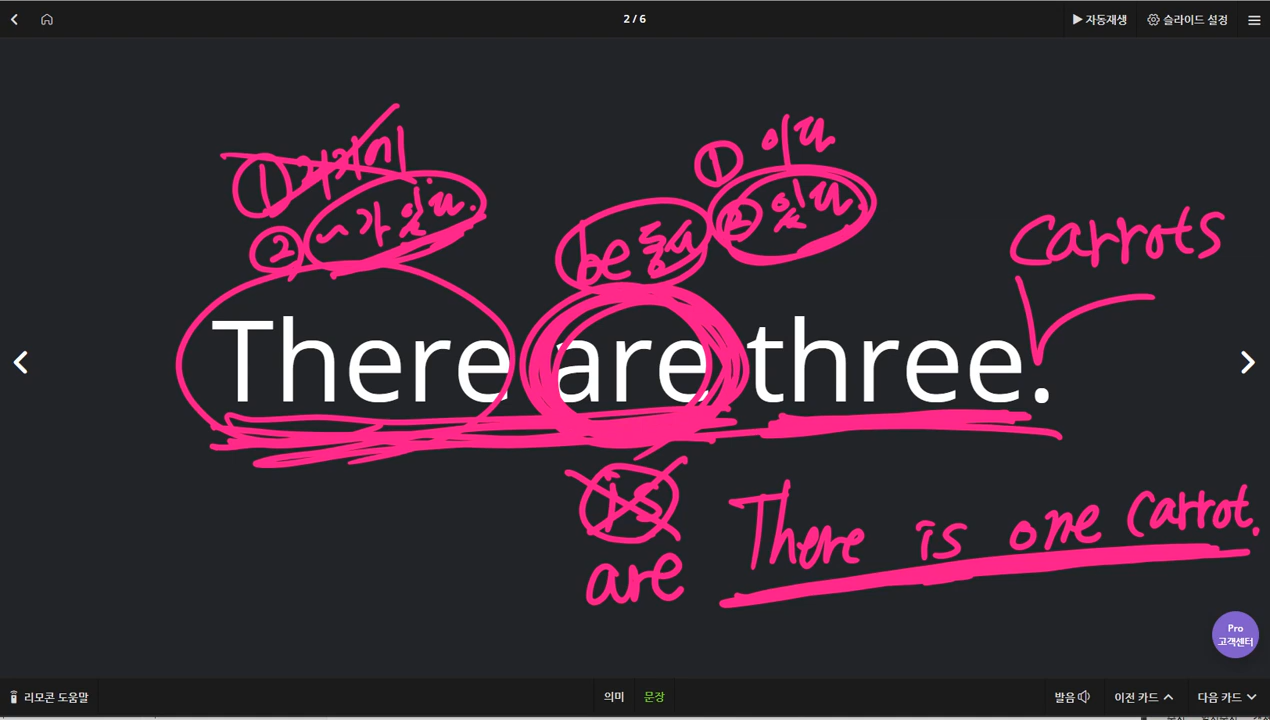 2 / 6
자동재생
슬라이드 설정
① 거기에
① 이다
② ~가 있다.
be동사
② 있다.
carrots
There are three.
is
are
There is one carrot.
Pro
고객센터
리모콘 도움말
의미
문장
발음
이전 카드
다음 카드